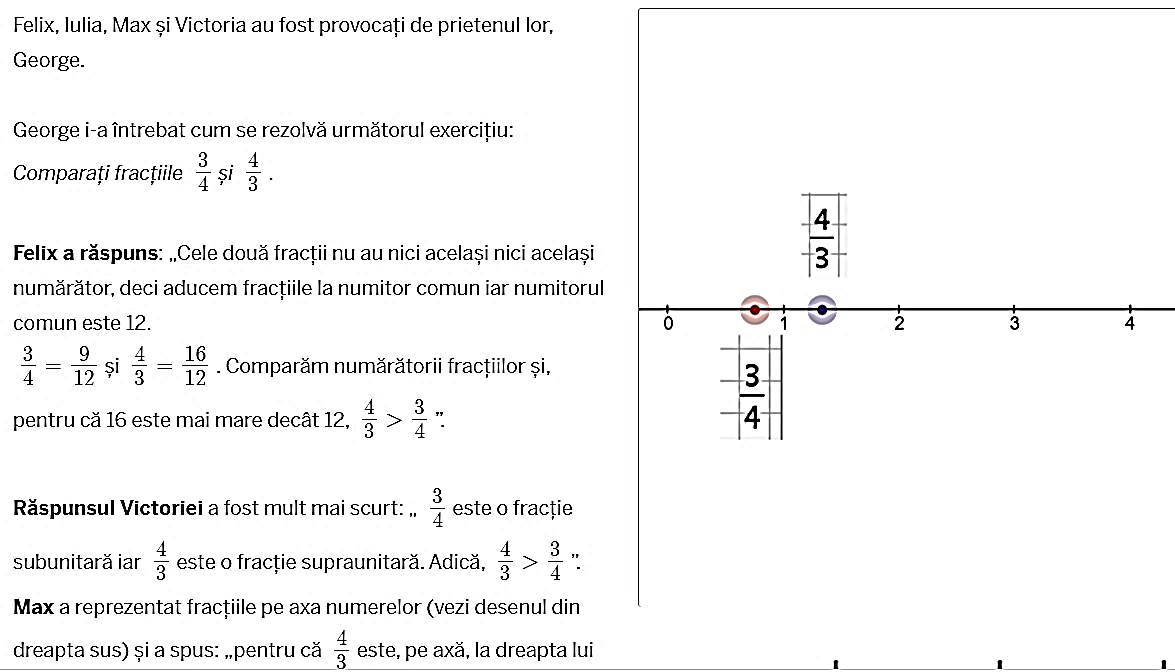 Felix, Iulia, Max și Victoria au fost provocați de prietenul lor,
George.
George i-a întrebat cum se rezolvă următorul exercițiu:
Comparați fracțiile 3/4 și 4/3 .
Felix a răspuns: „Cele două fracții nu au nici același nici același
numărător, deci aducem fracțiile la numitor comun iar numitorul
comun este 12.
3/4 = 9/12 și 4/3 = 16/12 . Comparăm numărătorii fracțiilor și,
pentru că 16 este mai mare decât 12, 4/3 > 3/4 ”.
Răspunsul Victoriei a fost mult mai scurt: „ 3/4 este o fracție
subunitară iar 4/3 este o fracție supraunitară. Adică, 4/3 > 3/4 ”.
Max a reprezentat fracțiile pe axa numerelor (vezi desenul din
dreapta sus) și a spus: „pentru că 4/3 este, pe axă, la dreapta lui
4/3
0 1 2 3 4
3/4